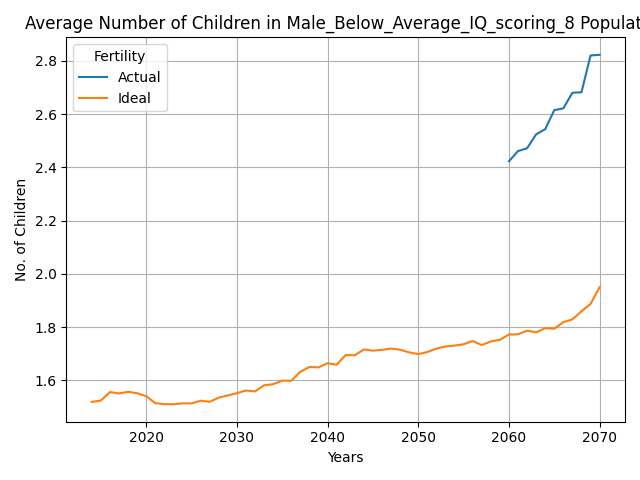 Average Number of Children in Male_Below_Average_IQ_scoring_8 Populat
Fertility
Actual
Ideal
No. of Children
2.8
2.6
2.4
2.2
2.0
1.8
1.6
2020 2030 2040 2050 2060 2070
Years